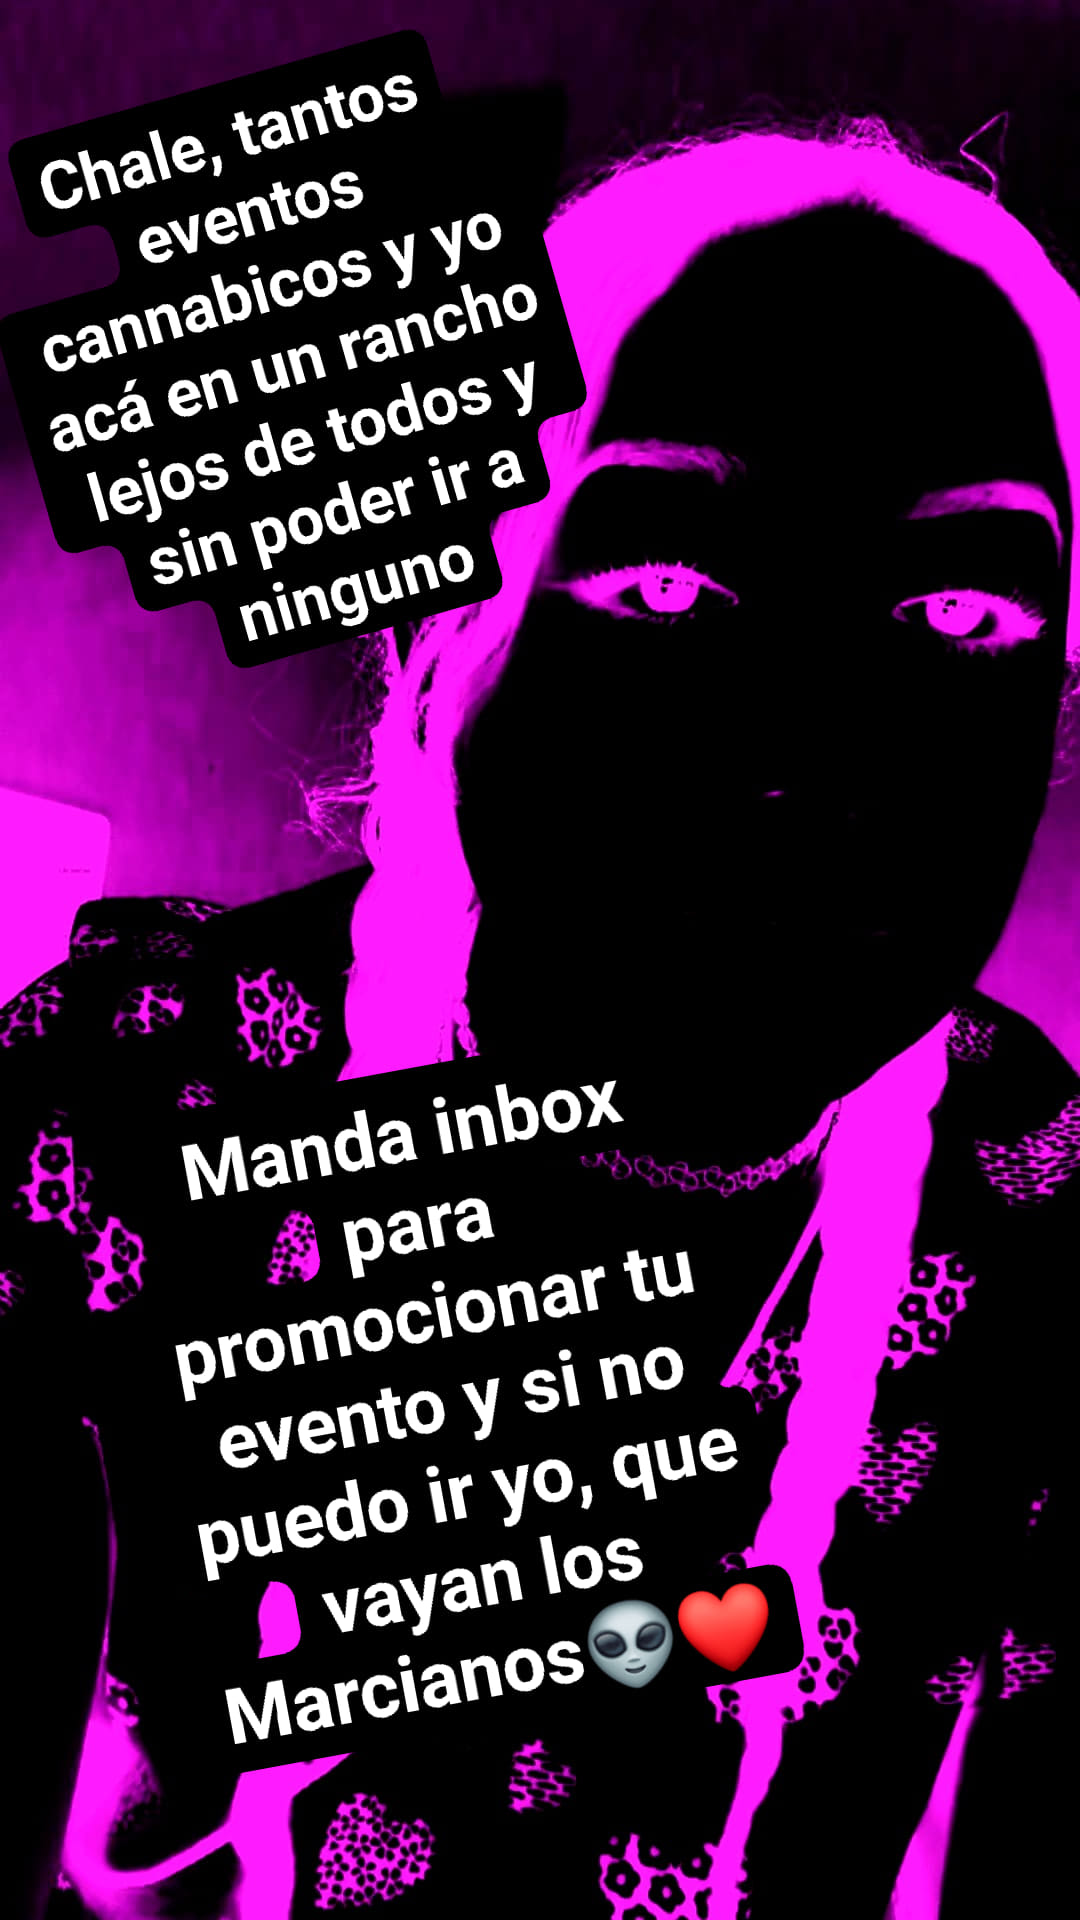 Chale, tantos
eventos
cannabicos y yo
acá en un rancho
lejos de todos y
sin poder ir a
ninguno
Manda inbox
para
promocionar tu
evento y si no
puedo ir yo, que
vayan los
Marcianos👽❤️